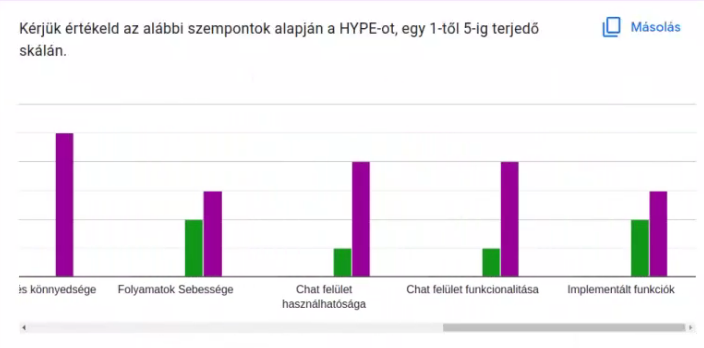 Kérjük értékeld az alábbi szempontok alapján a HYPE-ot, egy 1-től 5-ig terjedő
skálán.
Másolás
és könnyedsége
Folyamatok Sebessége
Chat felület
használhatósága
Chat felület funkcionalitása
Implementált funkciók